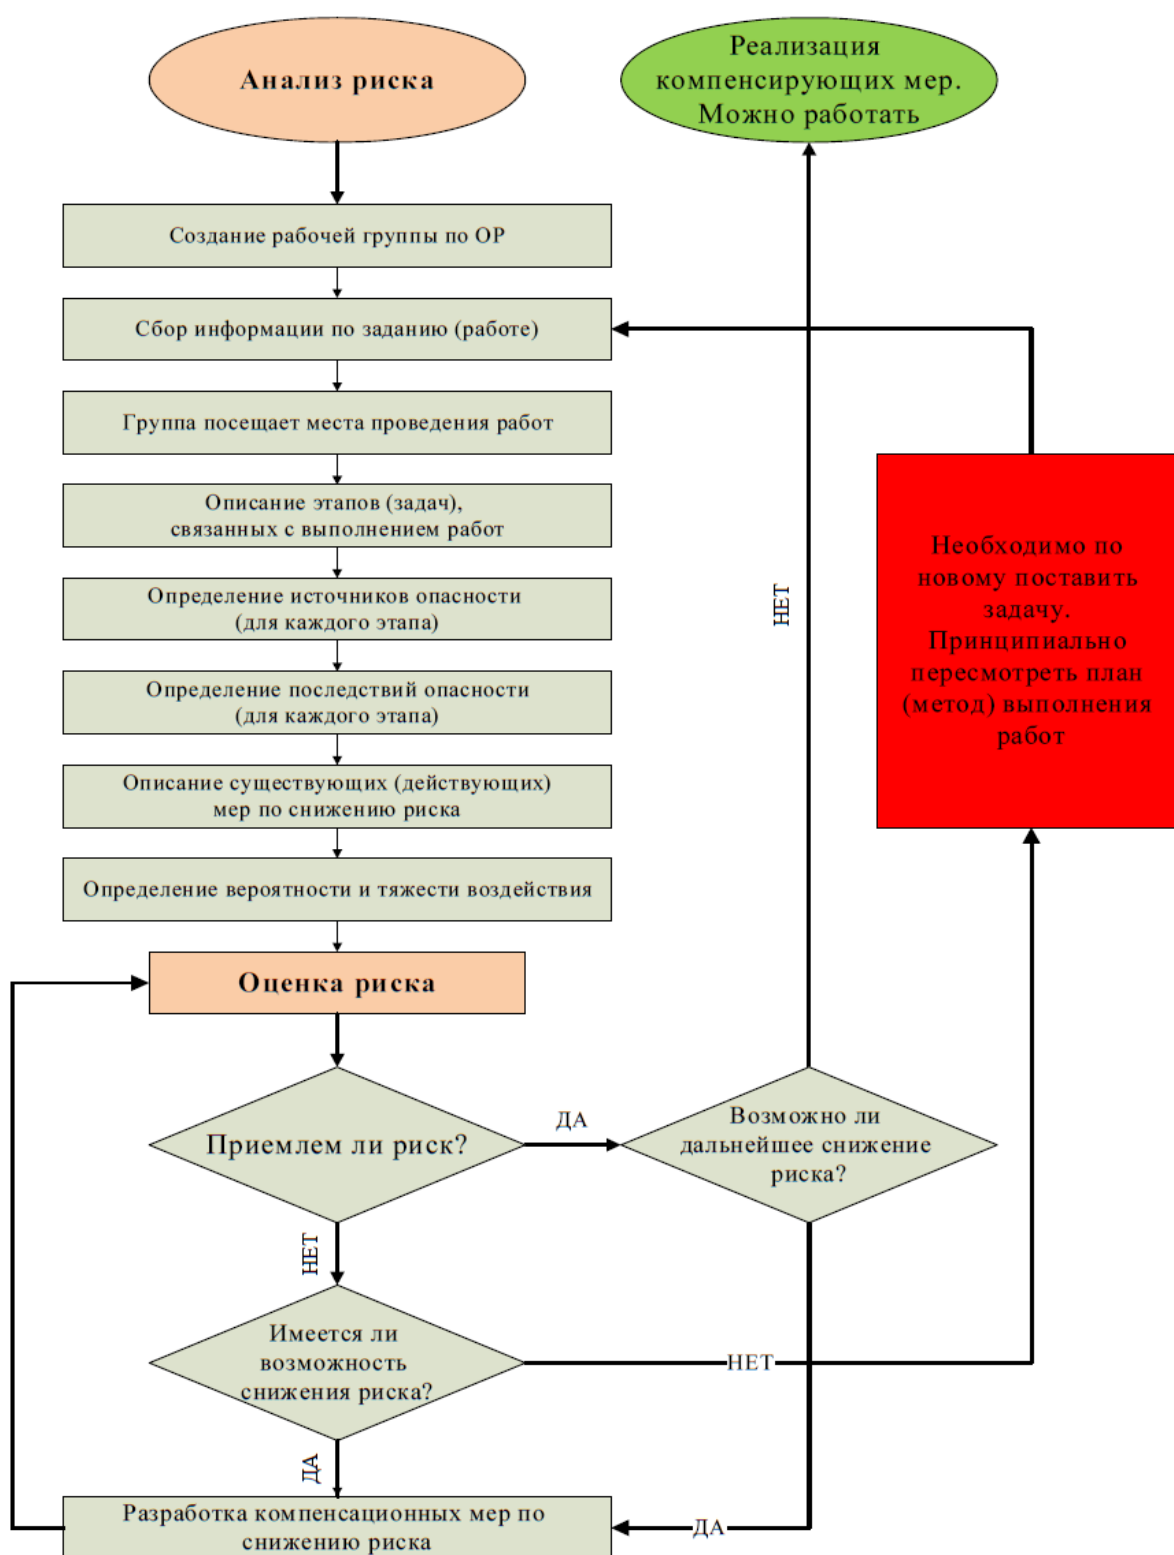 Анализ риска
Реализация
компенсирующих мер.
Можно работать
Создание рабочей группы по ОР
Сбор информации по заданию (работе)
Группа посещает места проведения работ
Описание этапов (задач),
связанных с выполнением работ
Определение источников опасности
(для каждого этапа)
Определение последствий опасности
(для каждого этапа)
Описание существующих (действующих)
мер по снижению риска
Определение вероятности и тяжести воздействия
Оценка риска
НЕТ
Необходимо по
новому поставить
задачу.
Принципиально
пересмотреть план
(метод) выполнения
работ
Приемлем ли риск?
ДА
Возможно ли
дальнейшее снижение
риска?
НЕТ
Имеется ли
возможность
снижения риска?
НЕТ
ДА
Разработка компенсационных мер по
снижению риска
ДА